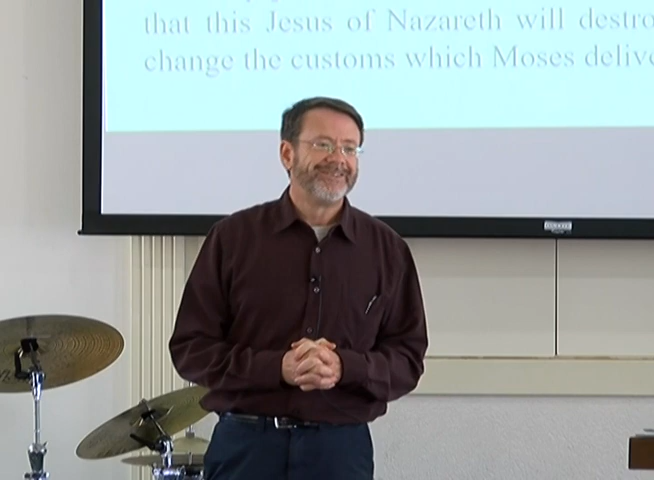 that this Jesus of Nazareth will destro
change the customs which Moses delive